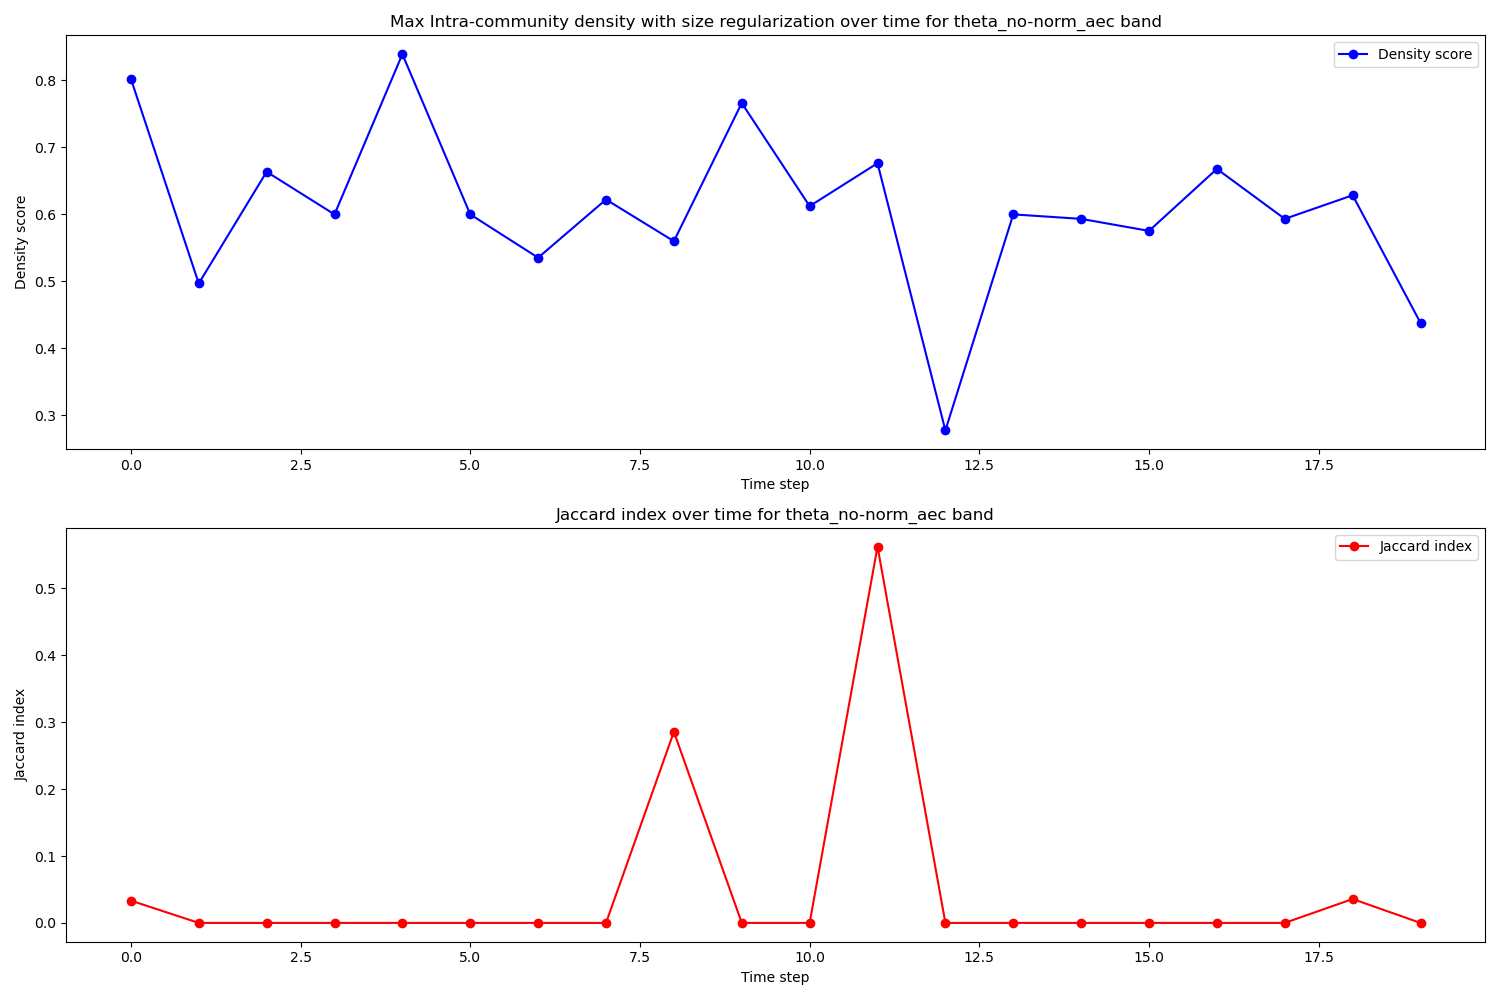 Max Intra-community density with size regularization over time for theta_no-norm_aec band
Density score
0.8
0.7
0.6
0.5
0.4
0.3
Density score
0.0 2.5 5.0 7.5 10.0 12.5 15.0 17.5
Time step
Jaccard index over time for theta_no-norm_aec band
Jaccard index
0.5
0.4
0.3
0.2
0.1
0.0
Jaccard index
0.0 2.5 5.0 7.5 10.0 12.5 15.0 17.5
Time step